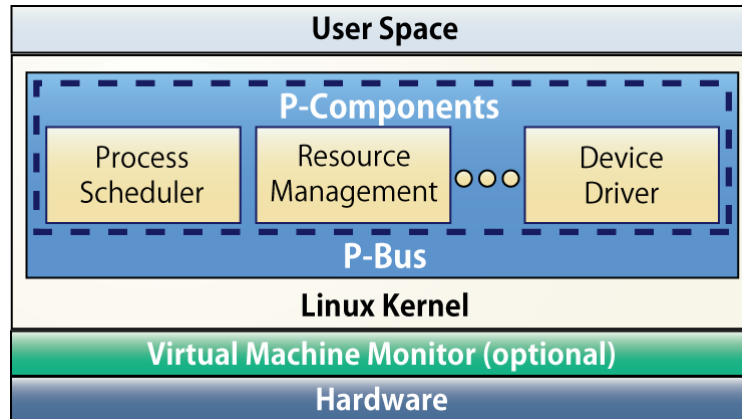 User Space
P-Components
Process
Scheduler
Resource
Management
Device
Driver
P-Bus
Linux Kernel
Virtual Machine Monitor (optional)
Hardware